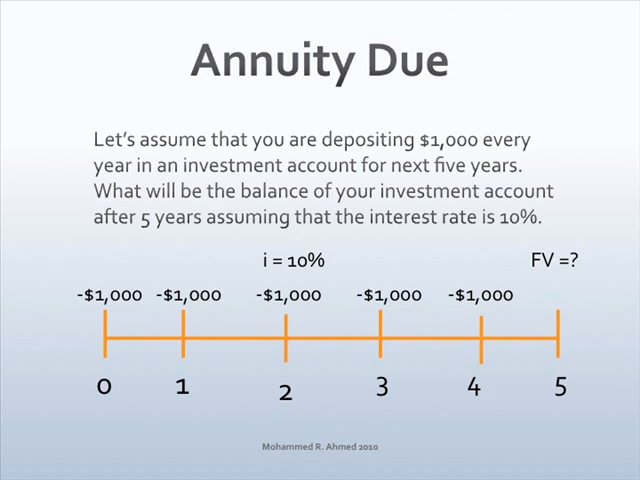 Annuity Due
Let's assume that you are depositing $1,000 every
year in an investment account for next five years.
What will be the balance of your investment account
after 5 years assuming that the interest rate is 10%.
i = 10% FV =?
-$1,000 -$1,000 -$1,000 -$1,000 -$1,000
0 1 2 3 4 5
Mohammed R. Ahmed 2010